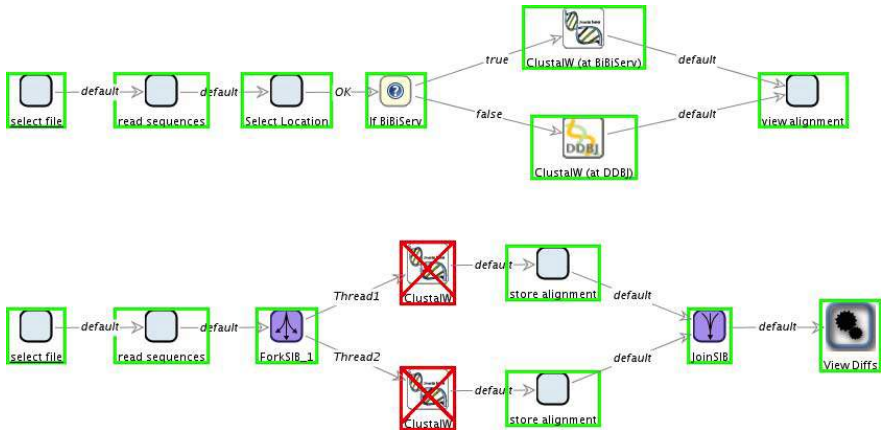 true
ClustalW (at BiBiServ)
default
select file
default
read sequences
default
Select Location
OK
If BiBiServ
view alignment
false
DDBJ
ClustalW (at DDBJ)
default
select file
default
read sequences
default
ForkSIB_1
Thread1
ClustalW
default
store alignment
default
Thread2
ClustalW
default
store alignment
default
JoinSIB
default
View Diffs